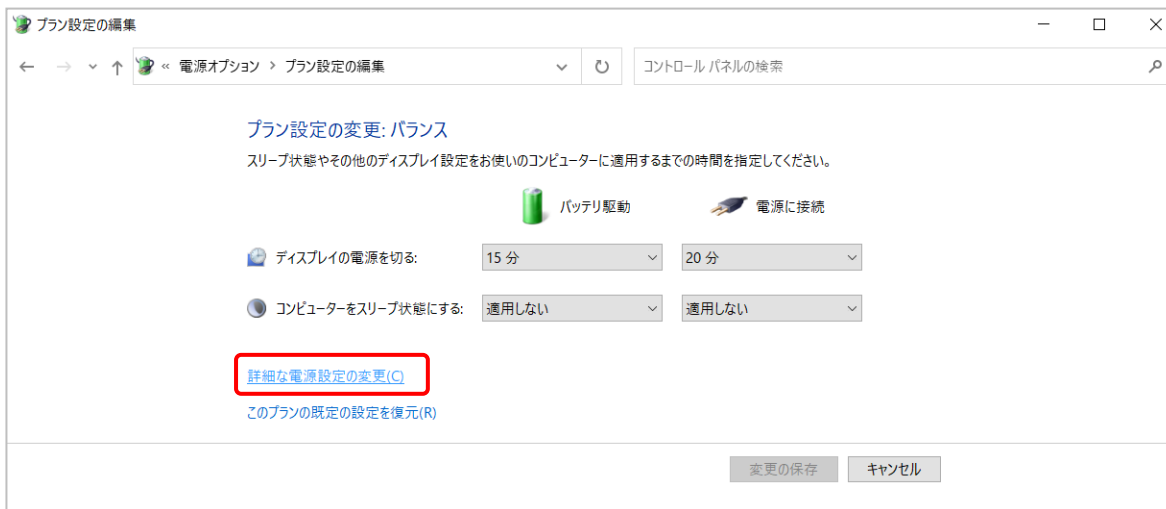 プラン設定の編集
« 電源オプション > プラン設定の編集
コントロール パネルの検索
プラン設定の変更: バランス
スリープ状態やその他のディスプレイ設定をお使いのコンピューターに適用するまでの時間を指定してください。
バッテリ駆動
電源に接続
ディスプレイの電源を切る: 15 分 20 分
コンピューターをスリープ状態にする: 適用しない 適用しない
詳細な電源設定の変更(C)
このプランの既定の設定を復元(R)
変更の保存 キャンセル